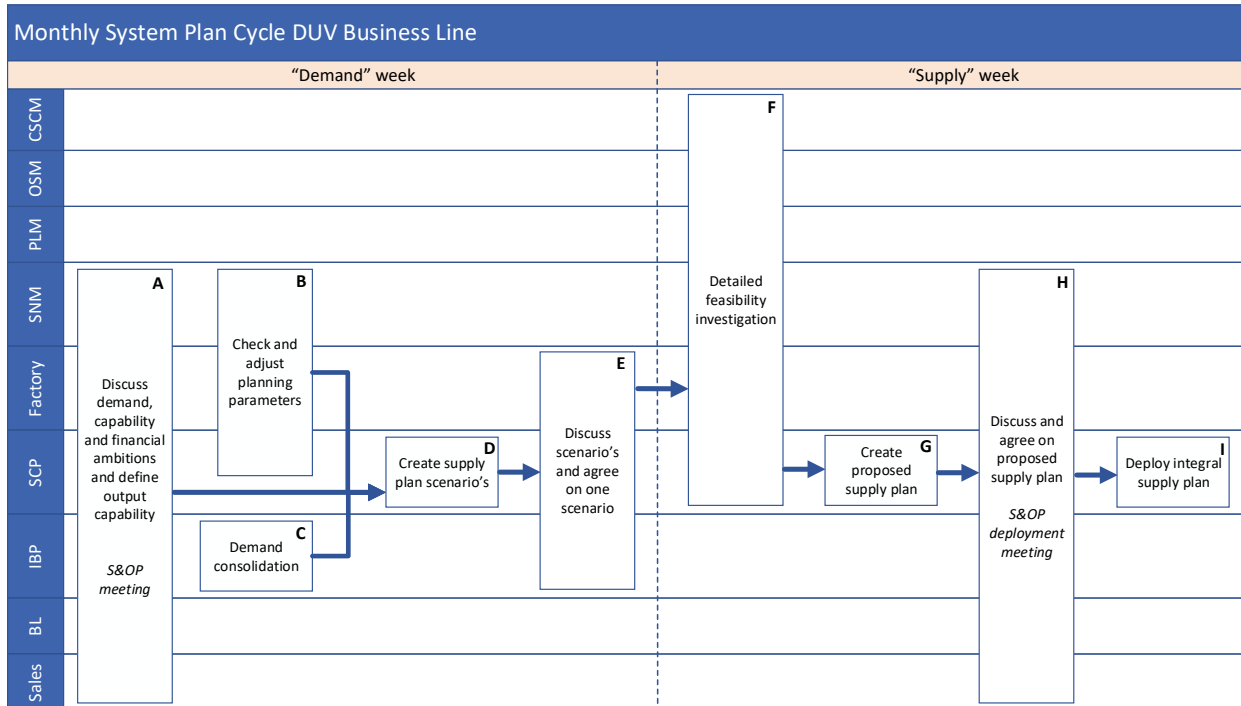 Monthly System Plan Cycle DUV Business Line
“Demand” week
“Supply” week
CSCM
OSM
PLM
SNM
Factory
SCP
IBP
BL
Sales
A
Discuss
demand,
capability
and financial
ambitions
and define
output
capability
S&OP
meeting
B
Check and
adjust
planning
parameters
C
Demand
consolidation
D
Create supply
plan scenario’s
E
Discuss
scenario’s
and agree
on one
scenario
F
Detailed
feasibility
investigation
G
Create
proposed
supply plan
H
Discuss and
agree on
proposed
supply plan
S&OP
deployment
meeting
I
Deploy integral
supply plan